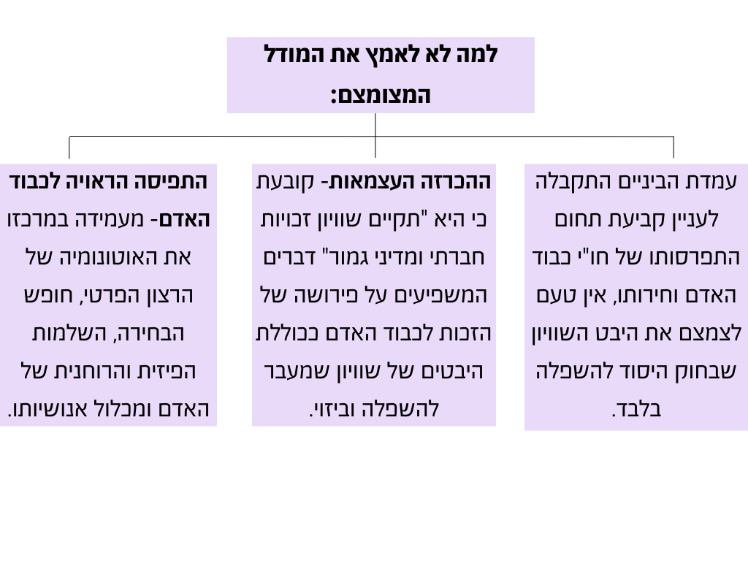 למה לא לאמץ את המודל
המצומצם:
עמדת הביניים התקבלה
לעניין קביעת תחום
התפרסותו של חו"י כבוד
האדם וחירותו, אין טעם
לצמצם את היבט השוויון
שבחוק היסוד להשפלה
בלבד.
ההכרזה העצמאות- קובעת
כי היא "תקיים שוויון זכויות
חברתי ומדיני גמור" דברים
המשפיעים על פירושה של
הזכות לכבוד האדם ככוללת
היבטים של שוויון שמעבר
להשפלה וביזוי.
התפיסה הראויה לכבוד
האדם- מעמידה במרכזו
את האוטונומיה של
הרצון הפרטי, חופש
הבחירה, השלמות
הפיזית והרוחנית של
האדם ומכלול אנושיותו.